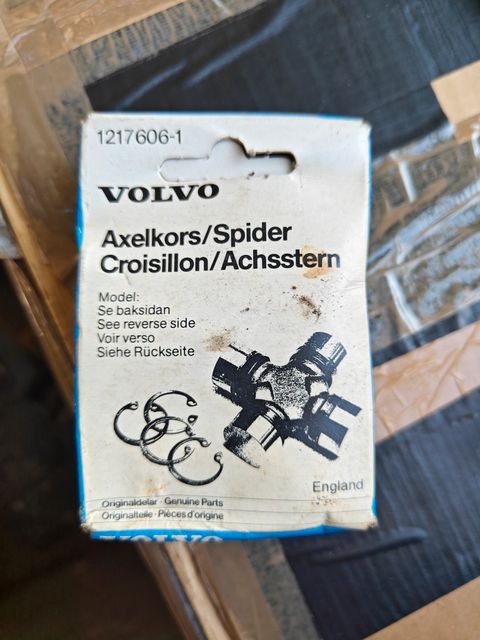 1217606-1
VOLVO
Axelkors/Spider
Croisillon/Achsstern
Model:
Se baksidan
See reverse side
Voir verso
Siehe Rückseite
England
Originaldelar · Genuine Parts
Originalteile · Pièces d'origine
VOLVO